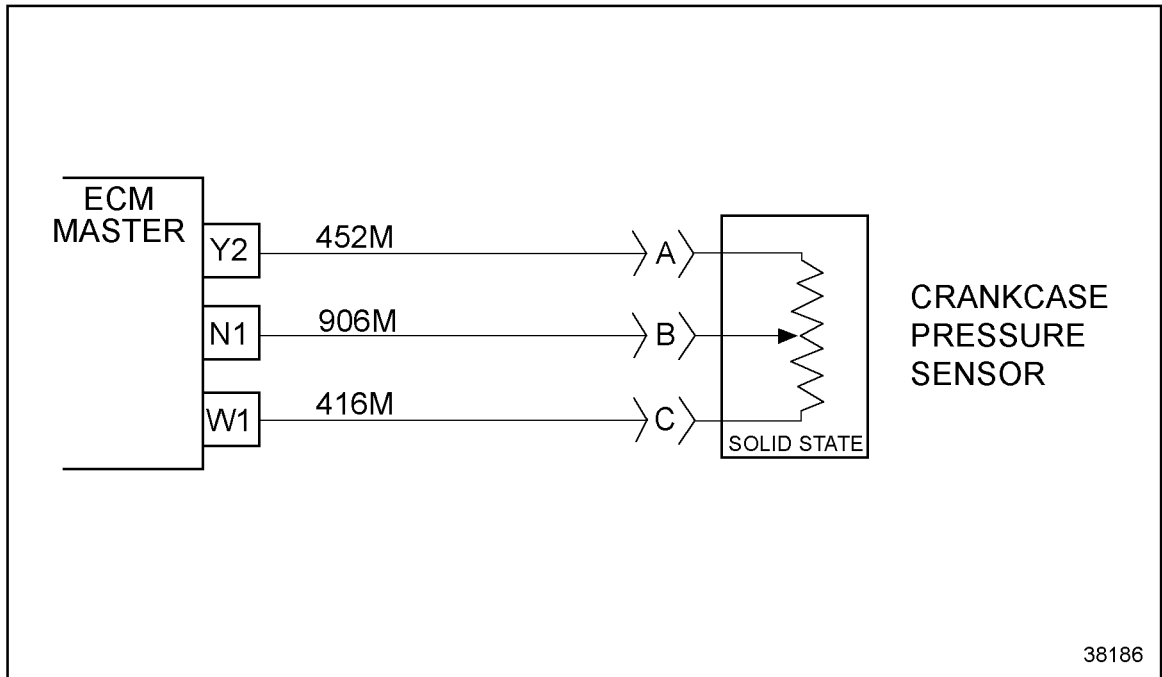 ECM
MASTER
Y2
452M
A
N1
906M
B
W1
416M
C
SOLID STATE
CRANKCASE
PRESSURE
SENSOR
38186